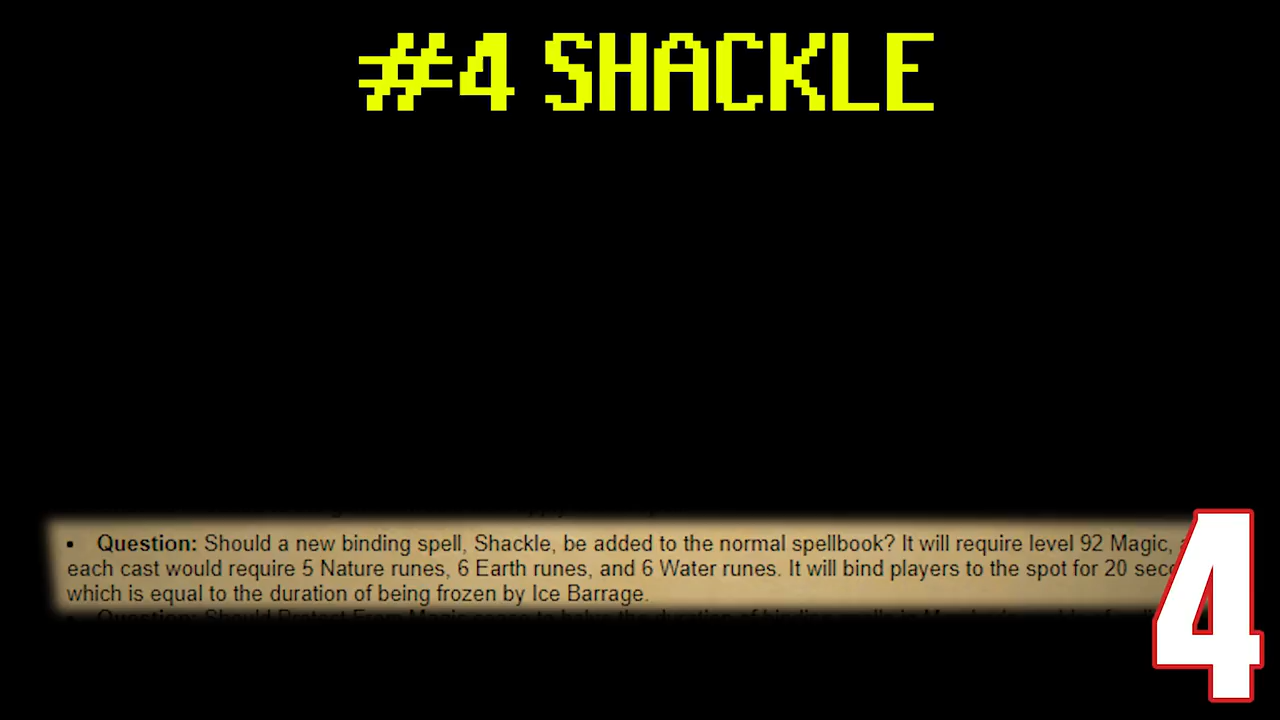 #4 SHACKLE
• Question: Should a new binding spell, Shackle, be added to the normal spellbook? It will require level 92 Magic,
each cast would require 5 Nature runes, 6 Earth runes, and 6 Water runes. It will bind players to the spot for 20
which is equal to the duration of being frozen by Ice Barrage.
4